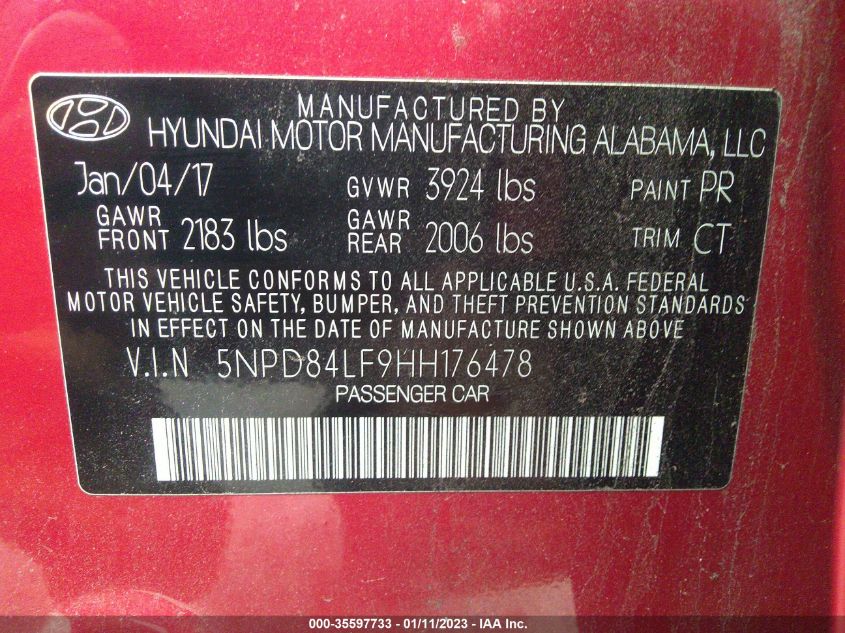 MANUFACTURED BY
HYUNDAI MOTOR MANUFACTURING ALABAMA, LLC
Jan/04/17 GVWR 3924 lbs PAINT PR
GAWR FRONT 2183 lbs GAWR REAR 2006 lbs TRIM CT
THIS VEHICLE CONFORMS TO ALL APPLICABLE U.S.A. FEDERAL
MOTOR VEHICLE SAFETY, BUMPER, AND THEFT PREVENTION STANDARDS
IN EFFECT ON THE DATE OF MANUFACTURE SHOWN ABOVE
V.I.N 5NPD84LF9HH176478
PASSENGER CAR
000-35597733 - 01/11/2023 - IAA Inc.